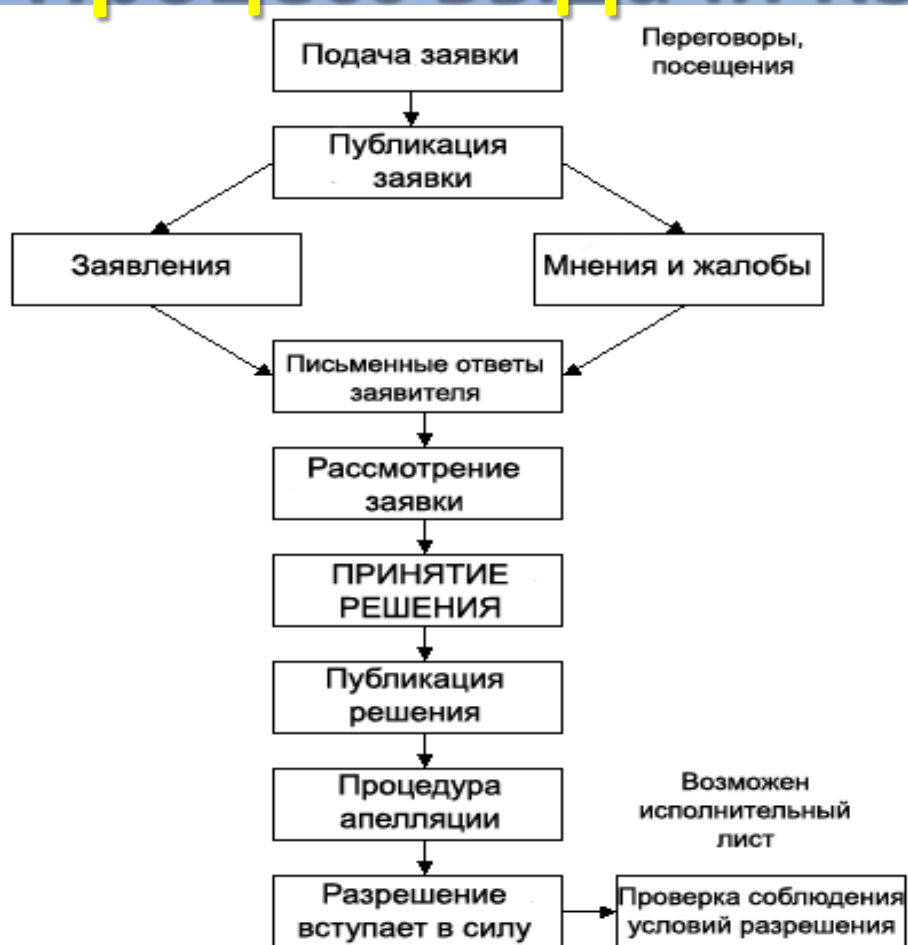 Подача заявки
Переговоры,
посещения
Публикация
заявки
Заявления
Мнения и жалобы
Письменные ответы
заявителя
Рассмотрение
заявки
ПРИНЯТИЕ
РЕШЕНИЯ
Публикация
решения
Процедура
апелляции
Возможен
исполнительный
лист
Разрешение
вступает в силу
Проверка соблюдения
условий разрешения